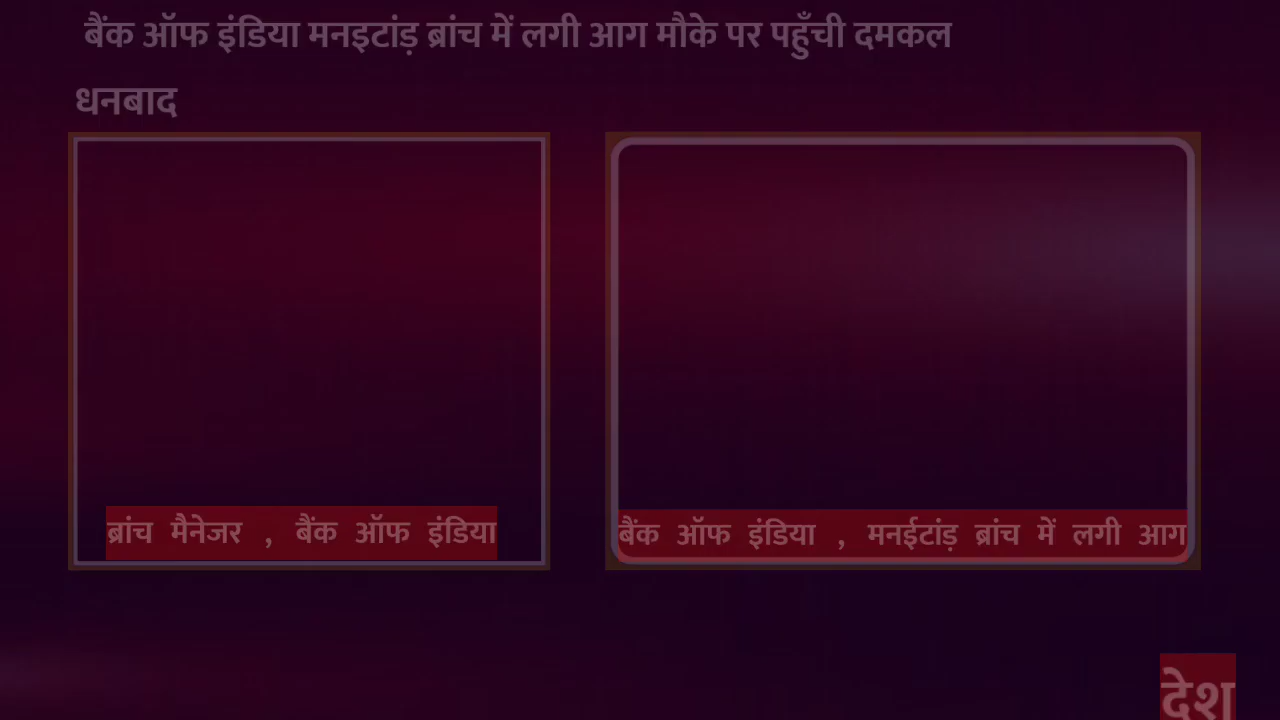 बैंक ऑफ इंडिया मनइटांड़ ब्रांच में लगी आग मौके पर पहुँची दमकल
धनबाद
ब्रांच मैनेजर , बैंक ऑफ इंडिया
बैंक ऑफ इंडिया , मनईटांड़ ब्रांच में लगी आग
देश